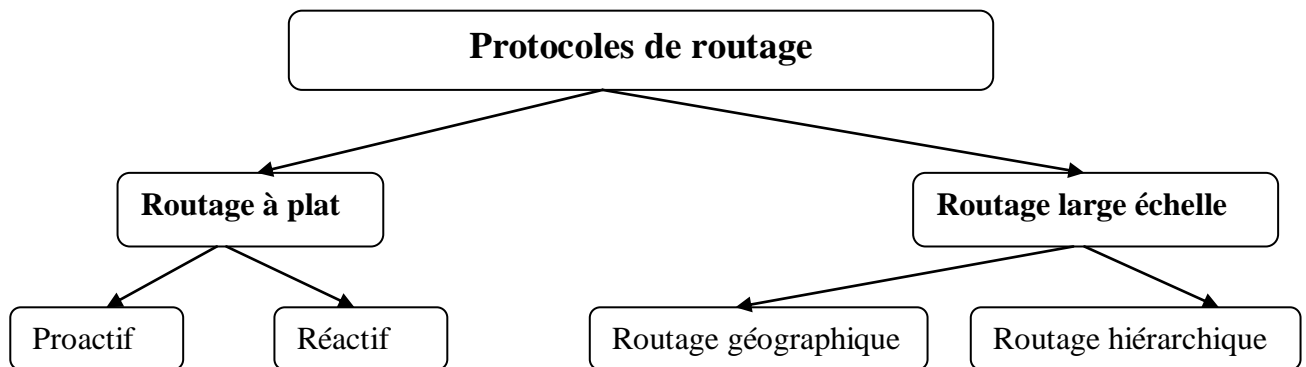 Protocoles de routage
Routage à plat
Routage large échelle
Proactif
Réactif
Routage géographique
Routage hiérarchique